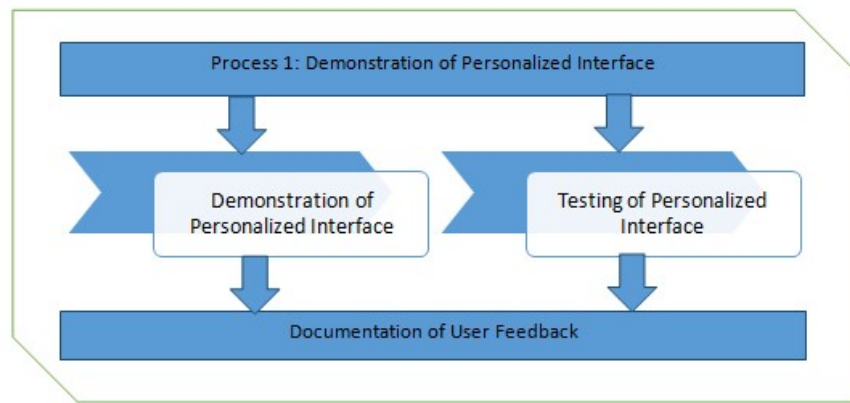 Process 1: Demonstration of Personalized Interface
Demonstration of
Personalized Interface
Testing of Personalized
Interface
Documentation of User Feedback